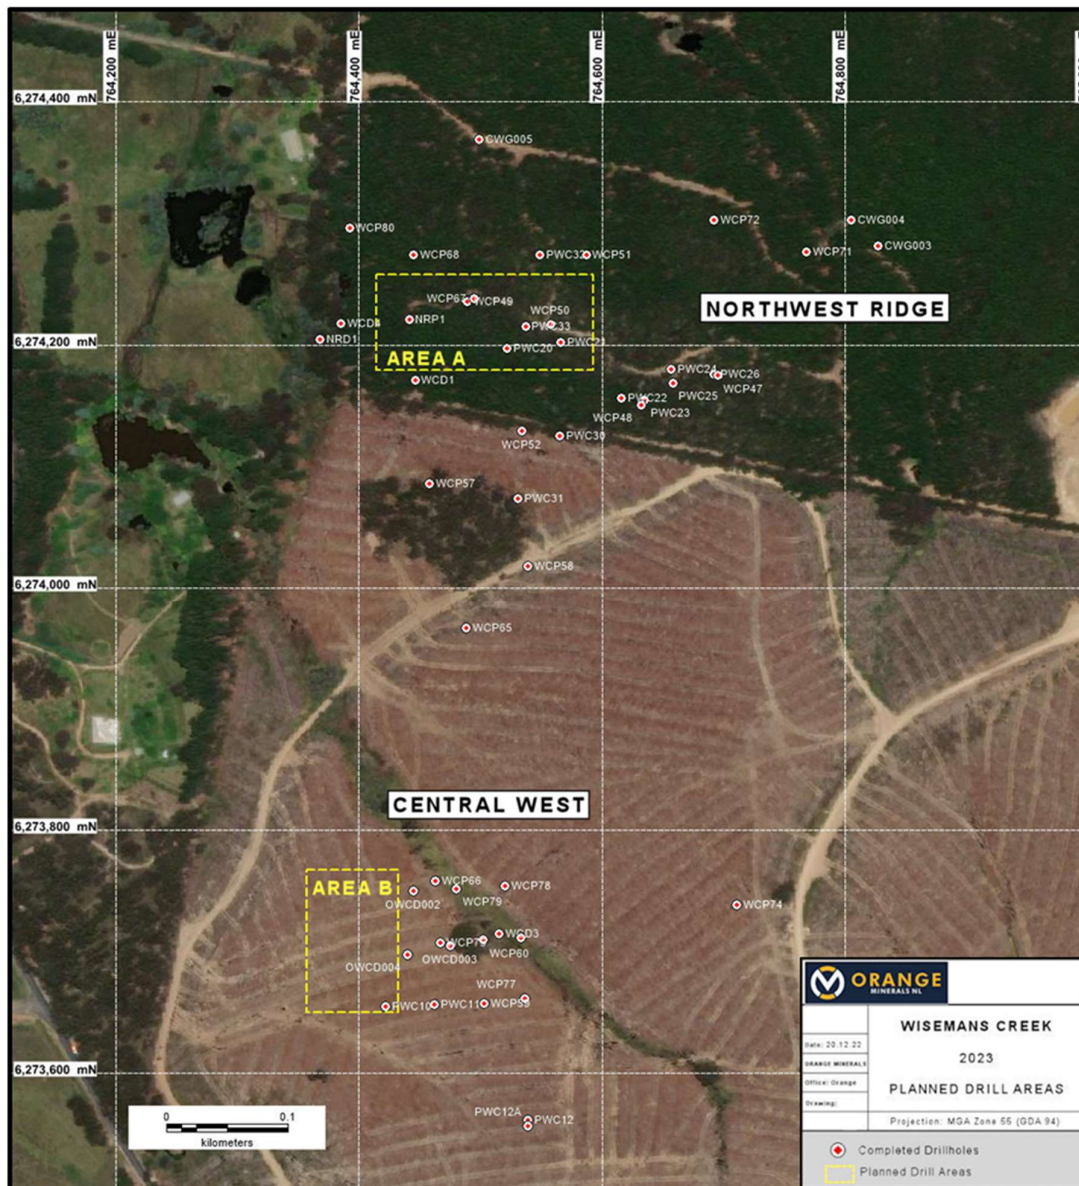 764,200 mE
764,400 mE
764,600 mE
764,800 mE
6,274,400 mN
CWG005
WCP80
WCP72
CWG004
CWG003
WCP71
WCP68
PWC32
WCP51
WCP67
WCP49
WCP50
NORTHWEST RIDGE
NRP1
WCD4
PWC33
NRD1
6,274,200 mN
PWC20
PWC21
AREA A
WCD1
PWC24
PWC26
WCP47
PWC25
PWC22
WCP48
PWC23
WCP52
PWC30
WCP57
PWC31
WCP58
6,274,000 mN
WCP65
CENTRAL WEST
6,273,800 mN
AREA B
WCP66
WCP78
OWCD002
WCP79
WCP74
WCD3
OWCD003
WCP60
OWCD004
WCP77
PWC10
PWC11
WCP59
6,273,600 mN
PWC12A
PWC12
0 0.1
kilometers
ORANGE
MINERALS NL
WISEMANS CREEK
2023
PLANNED DRILL AREAS
Date: 20.12.22
ORANGE MINERALS
Office: Orange
Drawing:
Projection: MGA Zone 55 (GDA 94)
Completed Drillholes
Planned Drill Areas